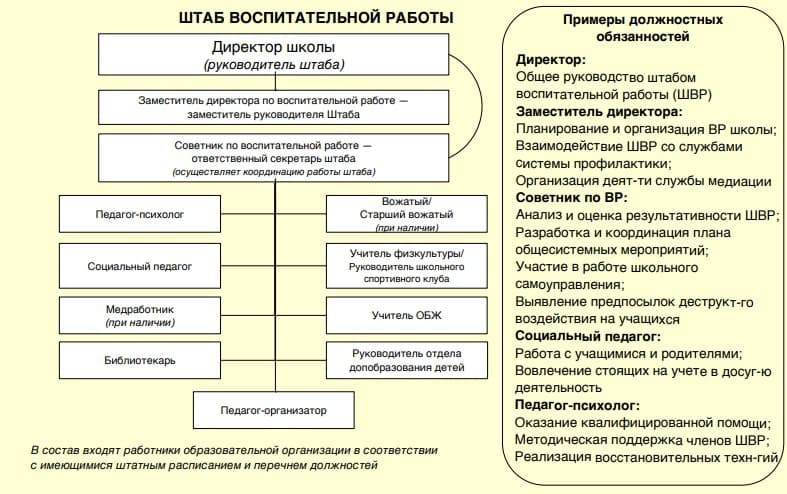 ШТАБ ВОСПИТАТЕЛЬНОЙ РАБОТЫ
Директор школы
(руководитель штаба)
Заместитель директора по воспитательной работе —
заместитель руководителя Штаба
Советник по воспитательной работе —
ответственный секретарь штаба
(осуществляет координацию работы штаба)
Педагог-психолог
Вожатый/
Старший вожатый
(при наличии)
Социальный педагог
Учитель физкультуры/
Руководитель школьного
спортивного клуба
Медработник
(при наличии)
Учитель ОБЖ
Библиотекарь
Руководитель отдела
допобразования детей
Педагог-организатор
В состав входят работники образовательной организации в соответствии
с имеющимися штатным расписанием и перечнем должностей
Примеры должностных
обязанностей
Директор:
Общее руководство штабом
воспитательной работы (ШВР)
Заместитель директора:
Планирование и организация ВР школы;
Взаимодействие ШВР со службами
системы профилактики;
Организация деят-ти службы медиации
Советник по ВР:
Анализ и оценка результативности ШВР;
Разработка и координация плана
общесистемных мероприятий;
Участие в работе школьного
самоуправления;
Выявление предпосылок деструкт-го
воздействия на учащихся
Социальный педагог:
Работа с учащимися и родителями;
Вовлечение стоящих на учете в досуг-ю
деятельность
Педагог-психолог:
Оказание квалифицированной помощи;
Методическая поддержка членов ШВР;
Реализация восстановительных техн-гий